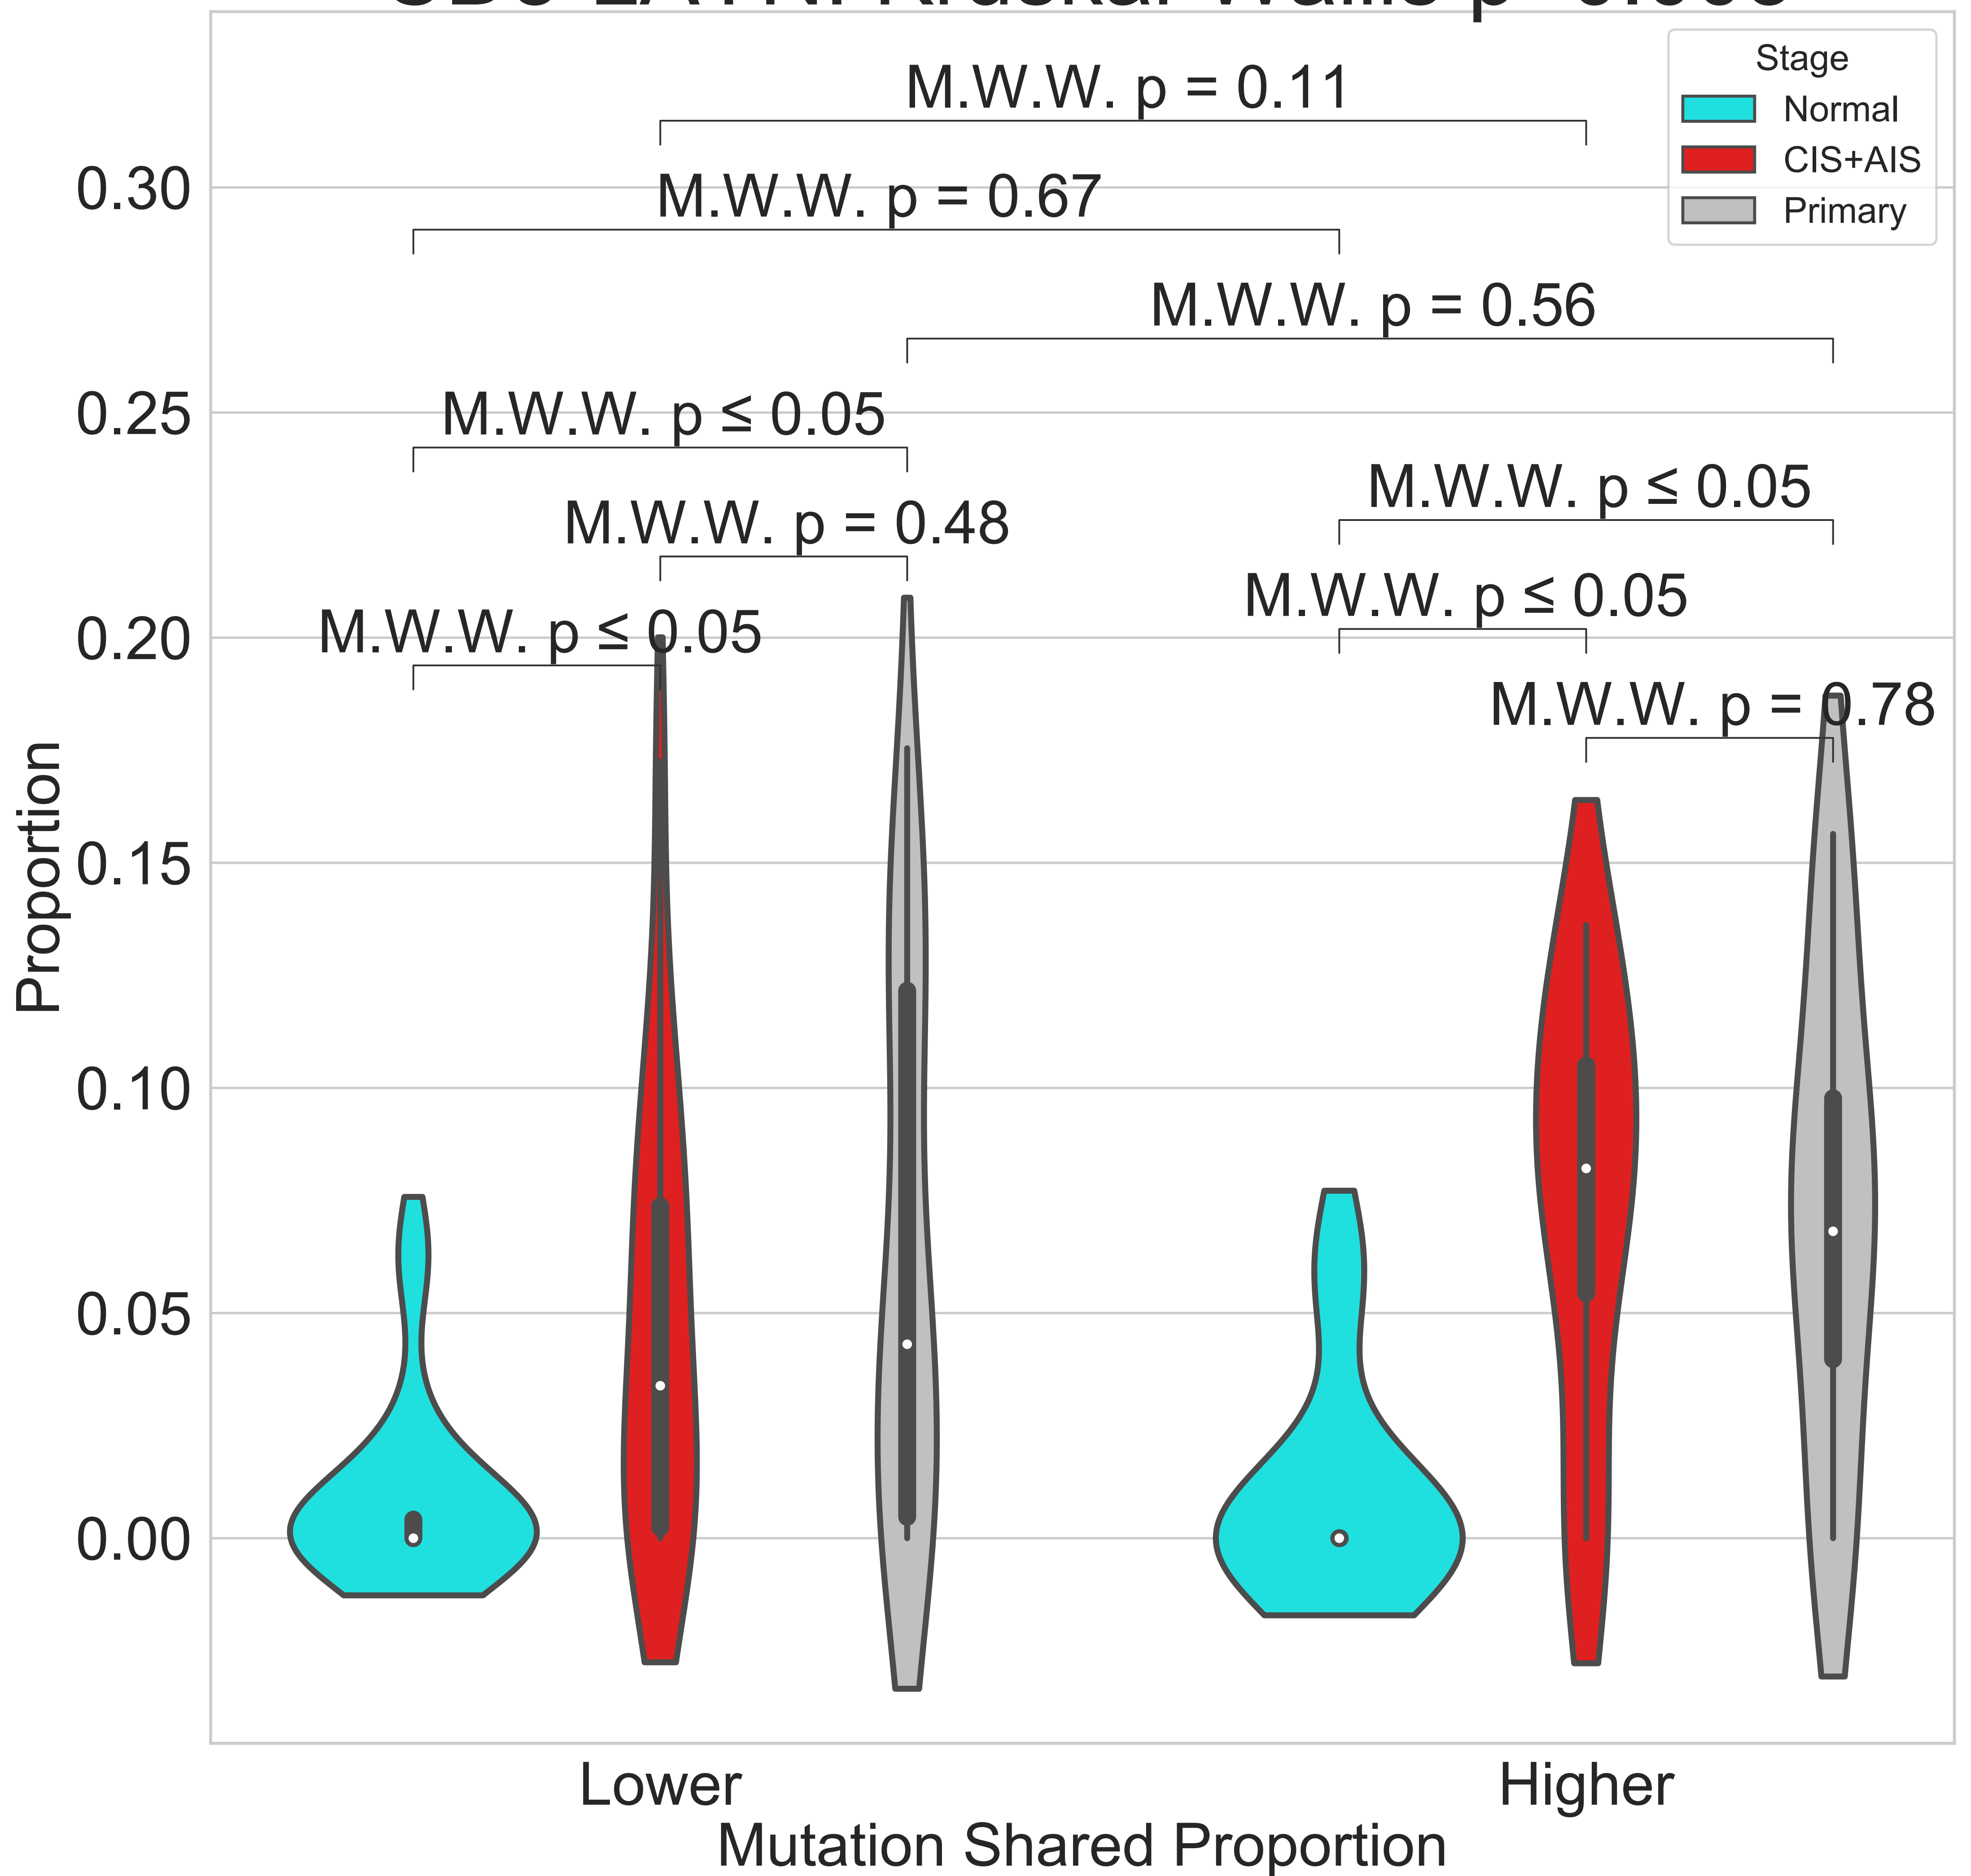 M.W.W. p = 0.11
Stage
Normal
CIS+AIS
Primary
M.W.W. p = 0.67
M.W.W. p = 0.56
M.W.W. p ≤ 0.05
M.W.W. p ≤ 0.05
M.W.W. p = 0.48
M.W.W. p ≤ 0.05
M.W.W. p ≤ 0.05
M.W.W. p = 0.78
0.30
0.25
0.20
0.15
0.10
0.05
0.00
Proportion
Lower
Higher
Mutation Shared Proportion